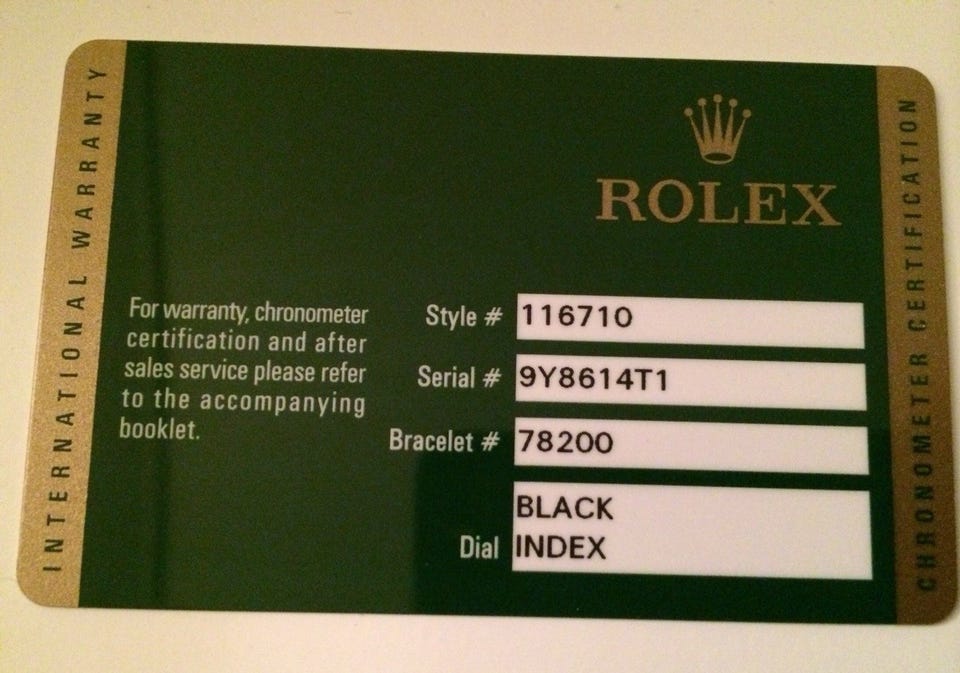 INTERNATIONAL WARRANTY
ROLEX
For warranty, chronometer
certification and after
sales service please refer
to the accompanying
booklet.
Style # 116710
Serial # 9Y8614T1
Bracelet # 78200
BLACK
Dial INDEX
CHRONOMETER CERTIFICATION